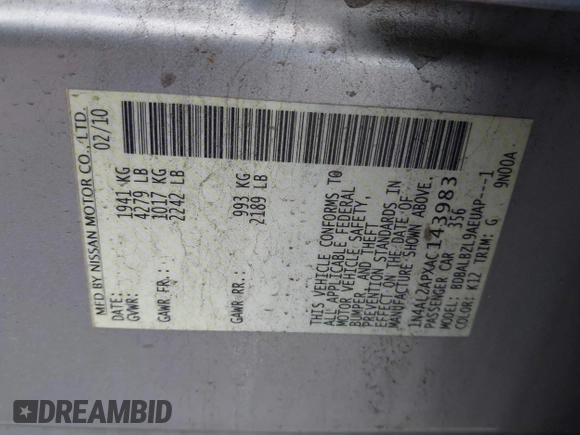 MFD BY NISSAN MOTOR CO.,LTD.
DATE: 02/10
GVWR: 1941 KG
4279 LB
GAWR FR.: 1017 KG
2242 LB
GAWR RR.: 993 KG
2189 LB
THIS VEHICLE CONFORMS TO
ALL APPLICABLE FEDERAL
MOTOR VEHICLE SAFETY,
BUMPER, AND THEFT
PREVENTION STANDARDS IN
EFFECT ON THE DATE OF
MANUFACTURE SHOWN ABOVE.
1N4AL2APXAC143983
PASSENGER CAR 356
MODEL: BDBALBZL9AEUAP---1
COLOR: K12 TRIM: G 9N00A
DREAMBID